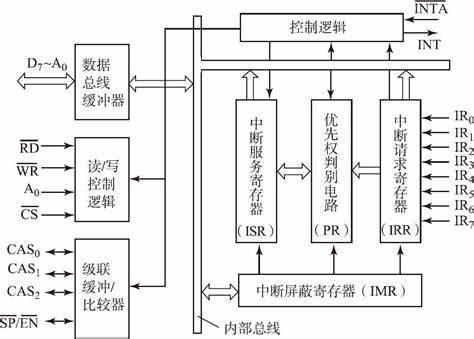 控制逻辑
INTA
INT
D7~A0
数据
总线
缓冲器
RD
WR
A0
CS
读/写
控制
逻辑
CAS0
CAS1
CAS2
SP/EN
级联
缓冲/
比较器
中断服务寄存器
(ISR)
优先权判别电路
(PR)
中断请求寄存器
(IRR)
IR0
IR1
IR2
IR3
IR4
IR5
IR6
IR7
中断屏蔽寄存器(IMR)
内部总线